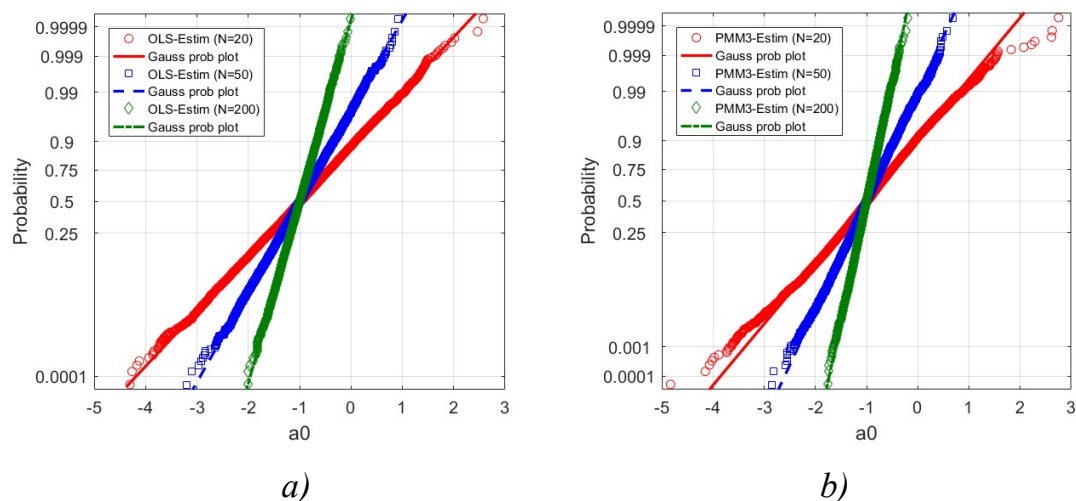 0.9999
0.999
0.99
0.9
0.75
0.5
0.25
0.0001
Probability
OLS-Estim (N=20)
Gauss prob plot
OLS-Estim (N=50)
Gauss prob plot
OLS-Estim (N=200)
Gauss prob plot
-5 -4 -3 -2 -1 0 1 2 3
a0
a)
0.9999
0.999
0.99
0.9
0.75
0.5
0.25
0.001
0.0001
Probability
PMM3-Estim (N=20)
Gauss prob plot
PMM3-Estim (N=50)
Gauss prob plot
PMM3-Estim (N=200)
Gauss prob plot
-5 -4 -3 -2 -1 0 1 2 3
a0
b)